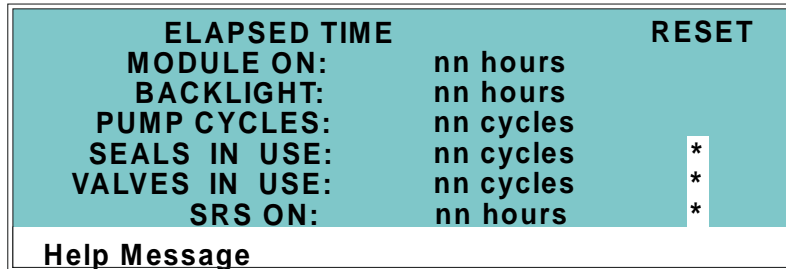 ELAPSED TIME RESET
MODULE ON: nn hours
BACKLIGHT: nn hours
PUMP CYCLES: nn cycles
SEALS IN USE: nn cycles *
VALVES IN USE: nn cycles *
SRS ON: nn hours *
Help Message